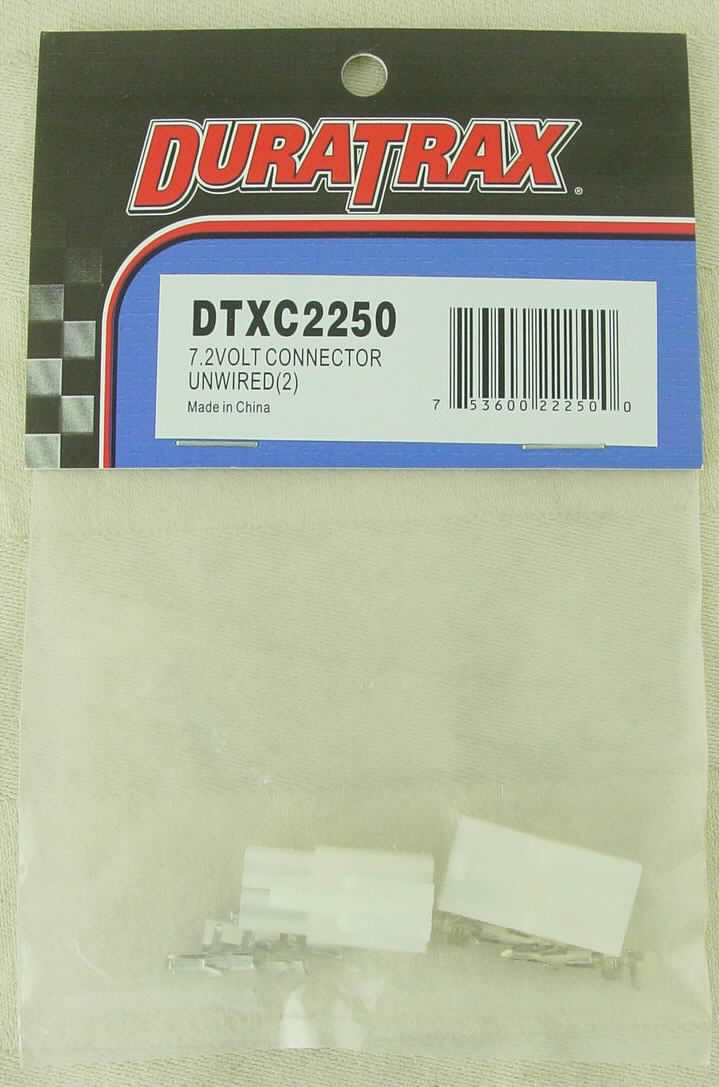 DURATRAX®
DTXC2250
7.2VOLT CONNECTOR
UNWIRED(2)
Made in China
7 53600 22250 0